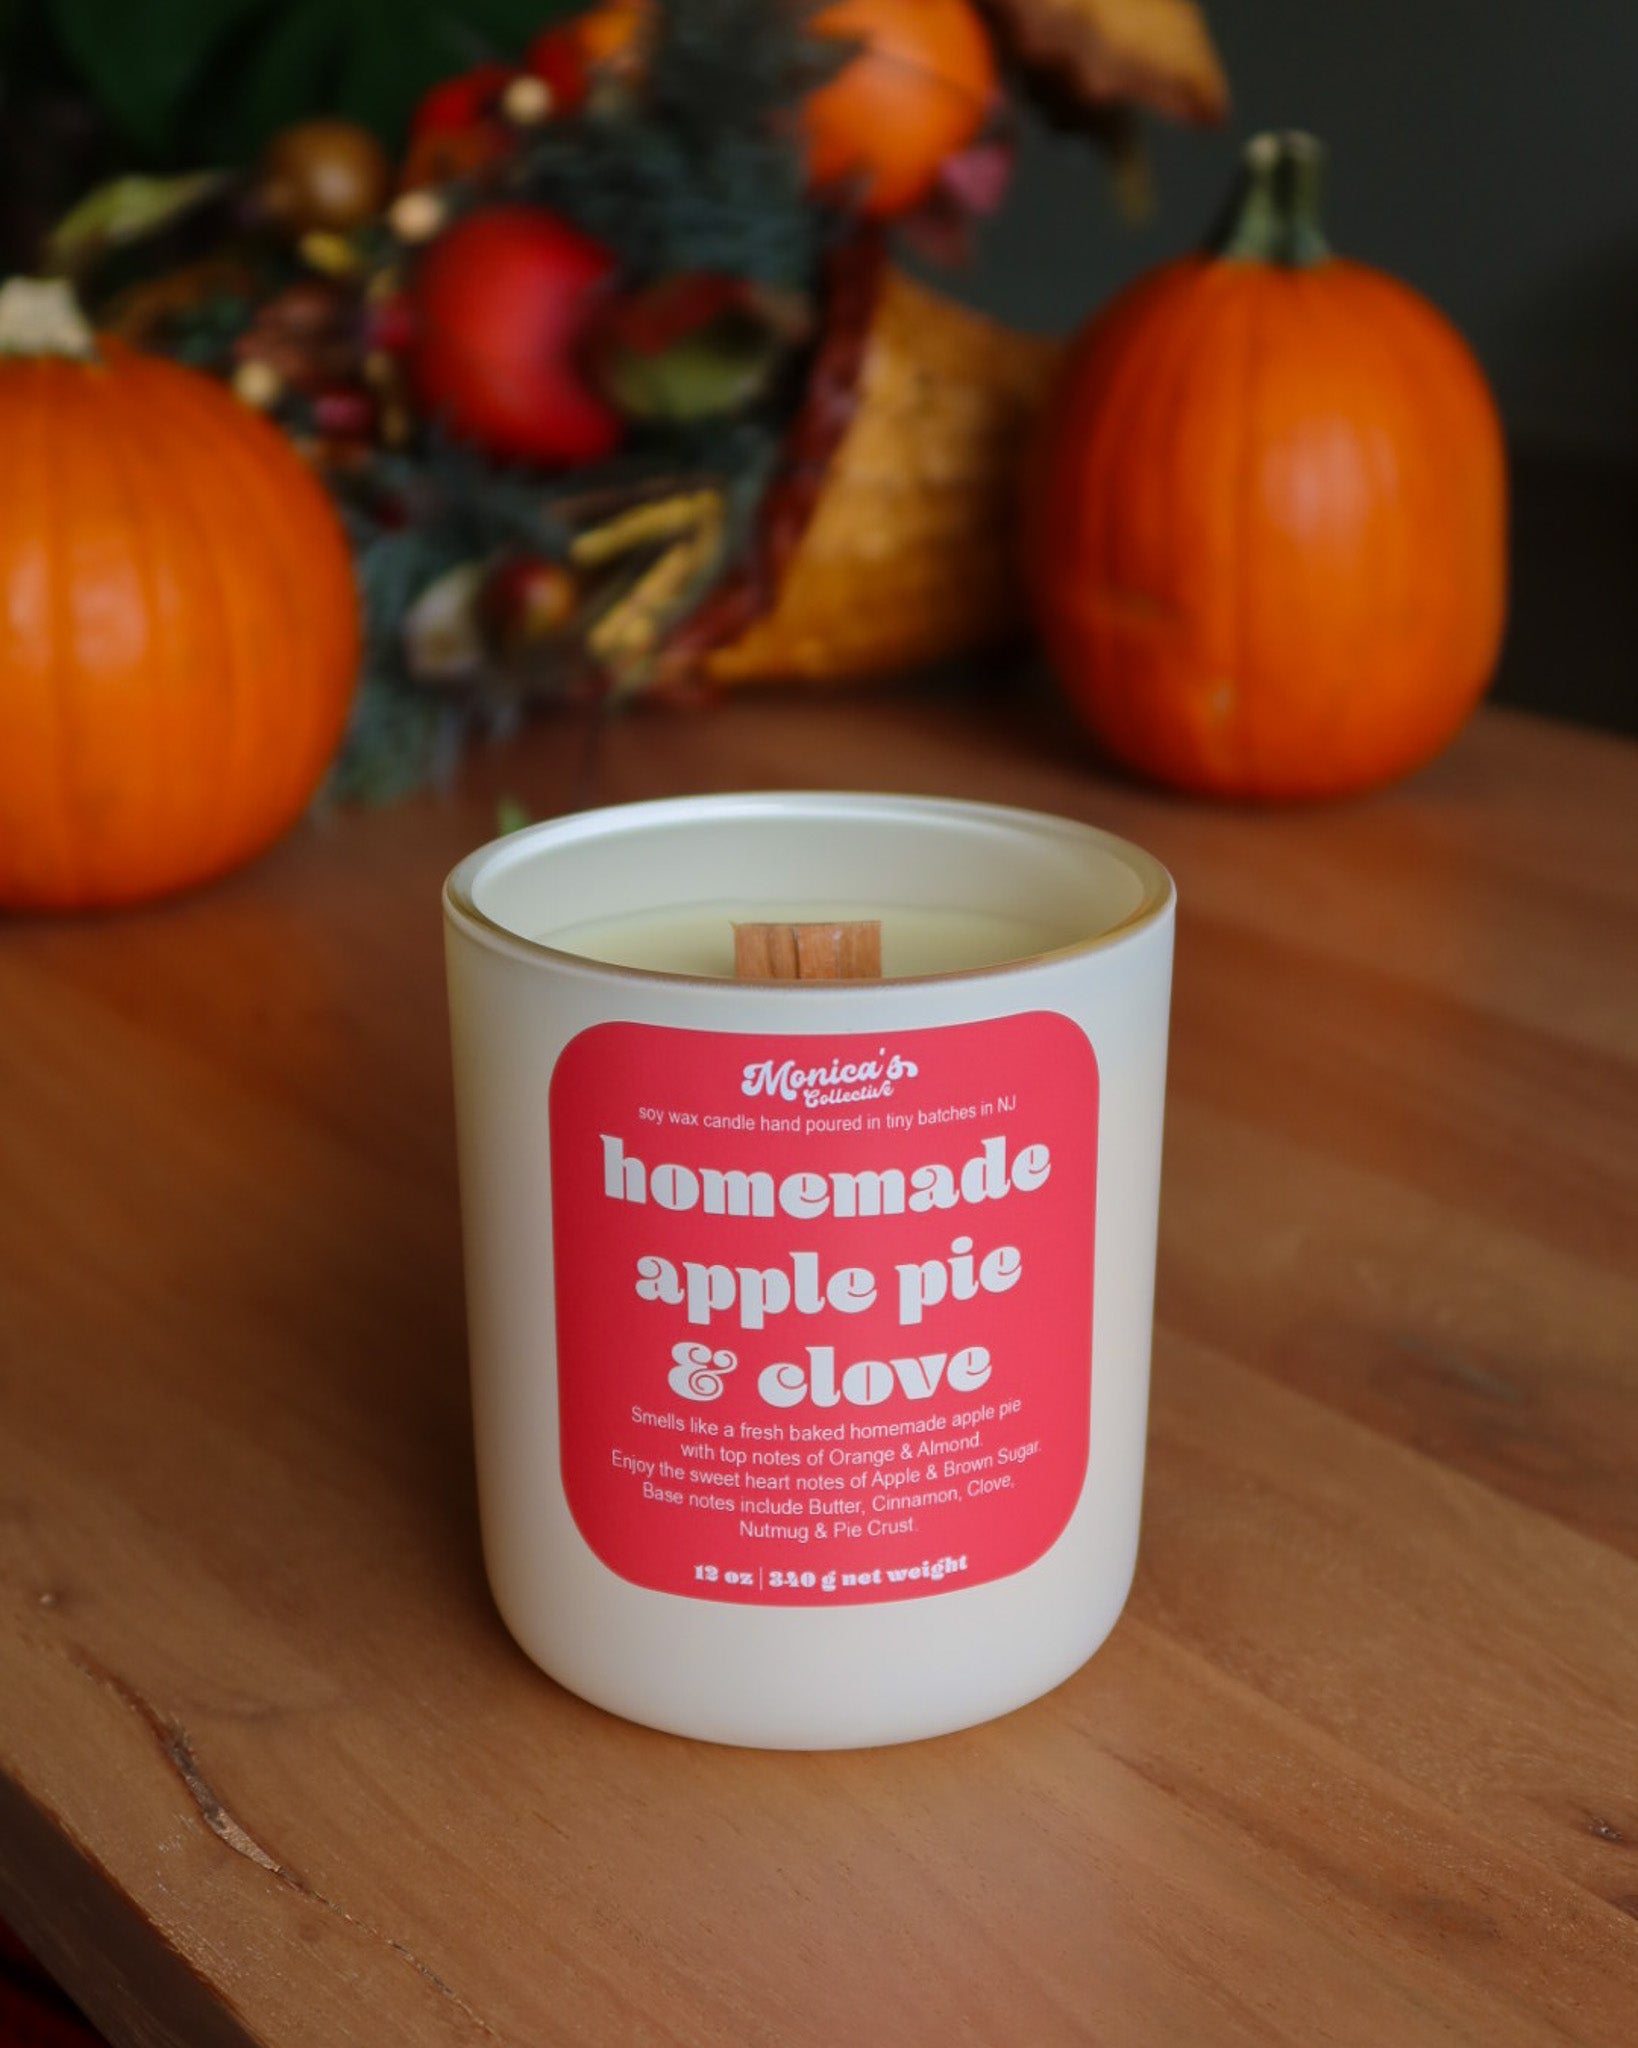 Monica's
Collective
soy wax candle hand poured in tiny batches in NJ
homemade
apple pie
& clove
Smells like a fresh baked homemade apple pie
with top notes of Orange & Almond.
Enjoy the sweet heart notes of Apple & Brown Sugar.
Base notes include Butter, Cinnamon, Clove,
Nutmug & Pie Crust.
12 oz | 340 g net weight